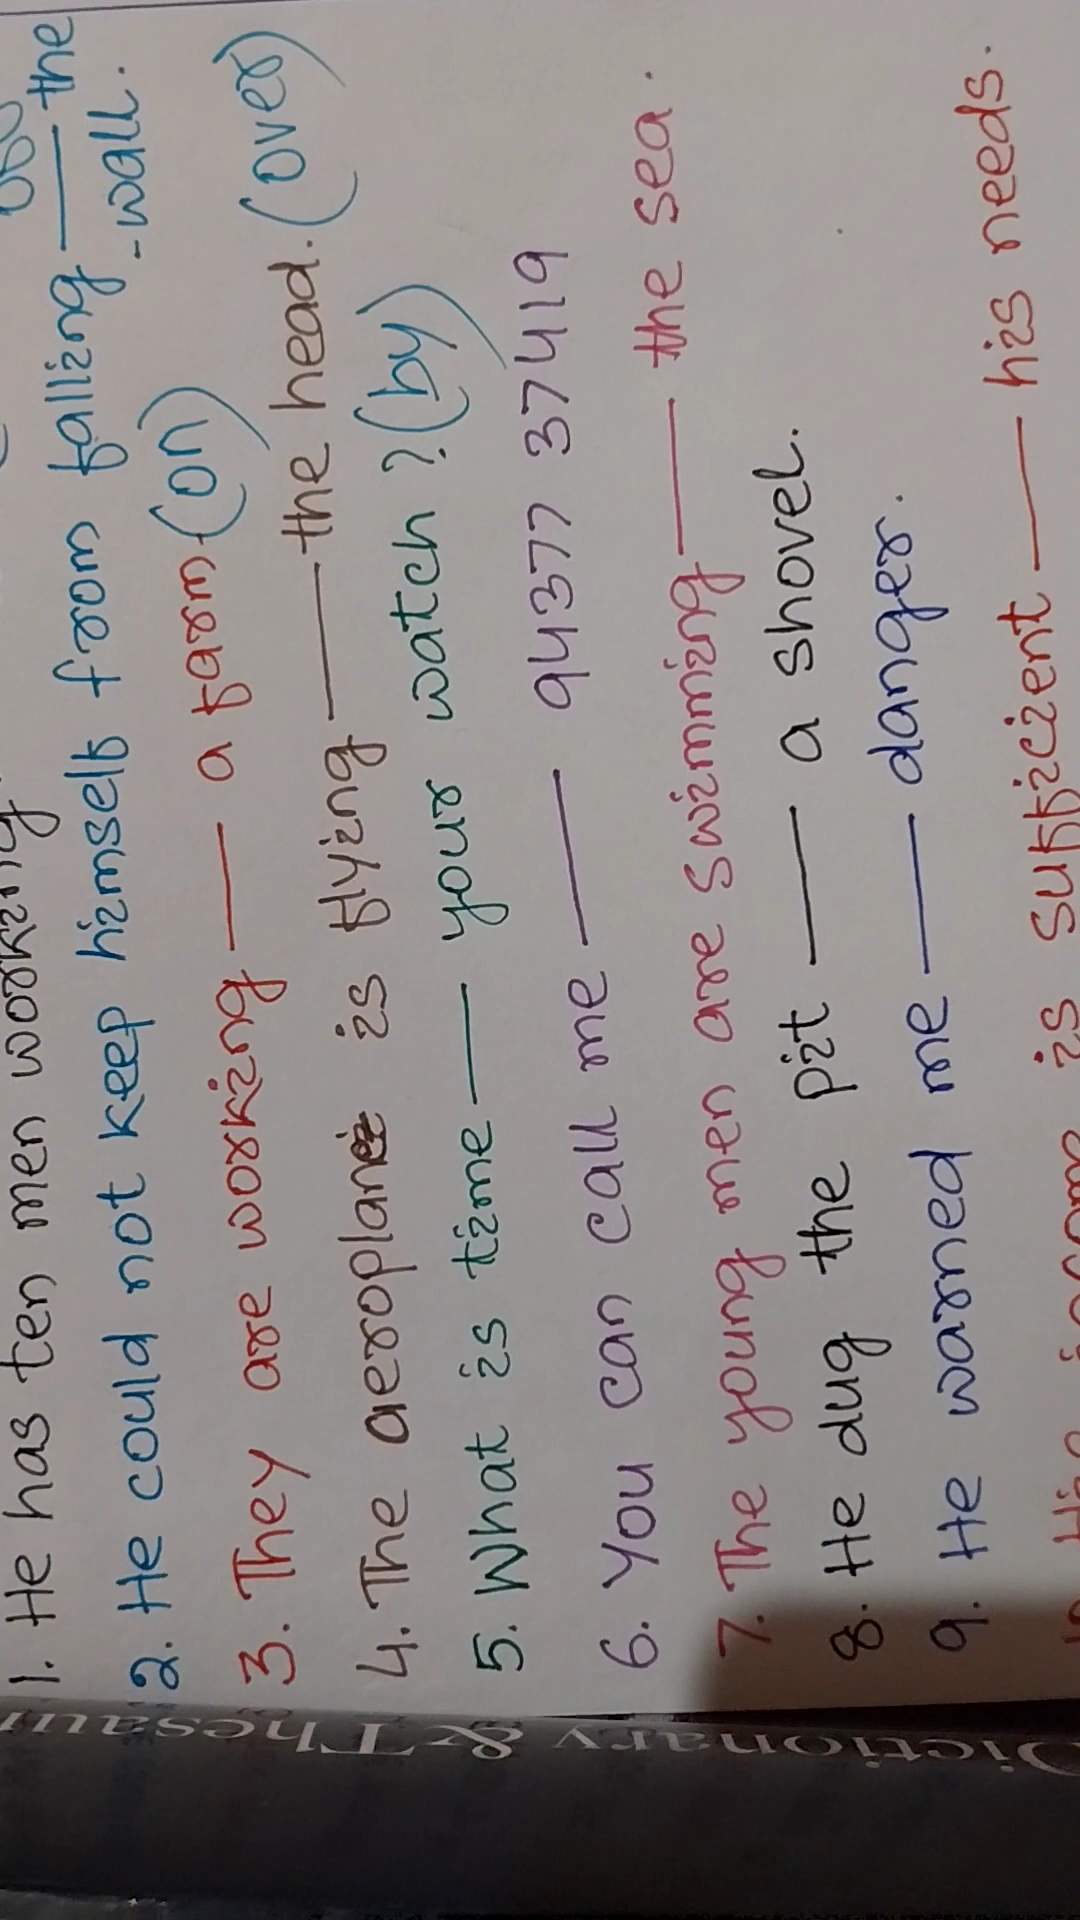 1. He has ten men working
2. He could not keep himself from falling — the
-wall.
3. They are working — a farm. (on)
4. The aeroplane is flying — the head. (over)
5. What is time — your watch ? (by)
6. You can call me — 94377 37419
7. The young men are swimming — the sea.
8. He dug the pit — a shovel.
9. He warned me — danger.
is sufficient — his needs.
Dictionary & Thesaur